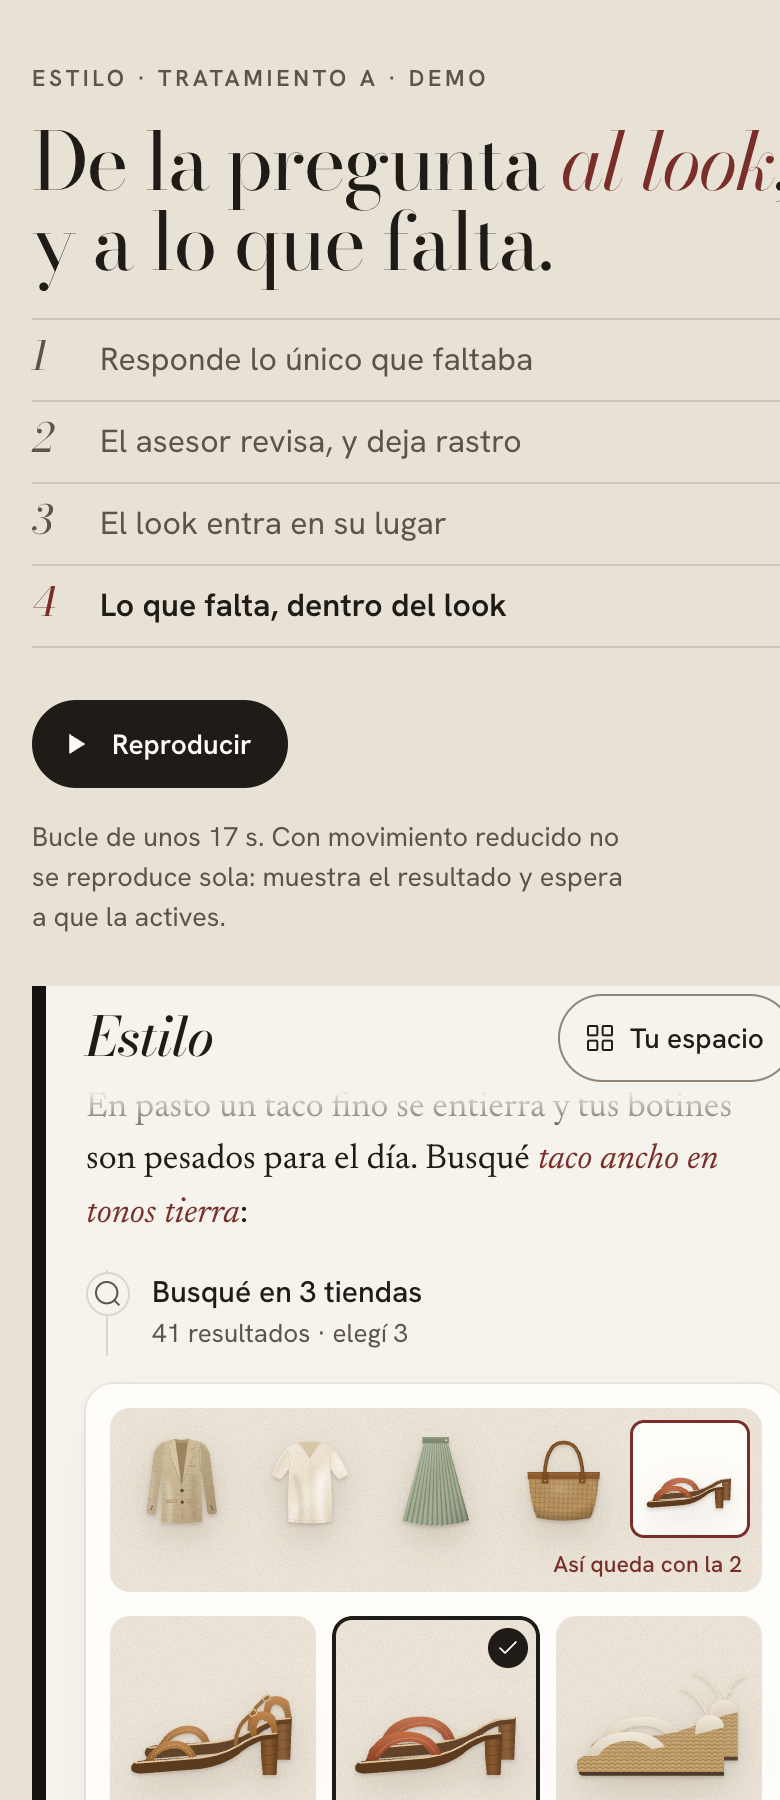 ESTILO · TRATAMIENTO A · DEMO
De la pregunta al look,
y a lo que falta.
1 Responde lo único que faltaba
2 El asesor revisa, y deja rastro
3 El look entra en su lugar
4 Lo que falta, dentro del look
Reproducir
Bucle de unos 17 s. Con movimiento reducido no
se reproduce sola: muestra el resultado y espera
a que la actives.
Estilo
Tu espacio
En pasto un taco fino se entierra y tus botines
son pesados para el día. Busqué taco ancho en
tonos tierra:
Busqué en 3 tiendas
41 resultados · elegí 3
Así queda con la 2